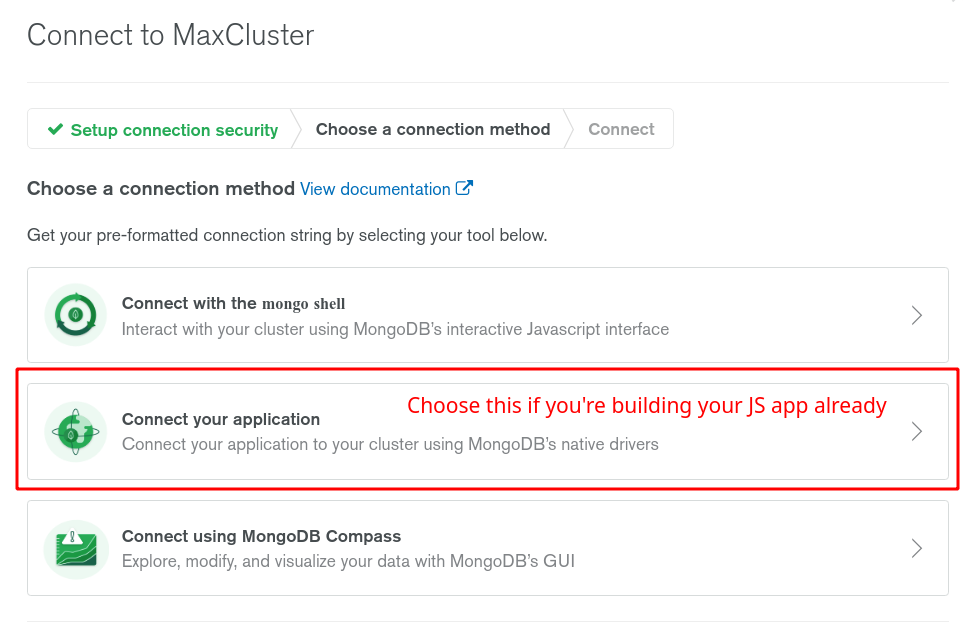 Connect to MaxCluster
Setup connection security
Choose a connection method
Connect
Choose a connection method View documentation
Get your pre-formatted connection string by selecting your tool below.
Connect with the mongo shell
Interact with your cluster using MongoDB's interactive Javascript interface
Choose this if you're building your JS app already
Connect your application
Connect your application to your cluster using MongoDB's native drivers
Connect using MongoDB Compass
Explore, modify, and visualize your data with MongoDB's GUI